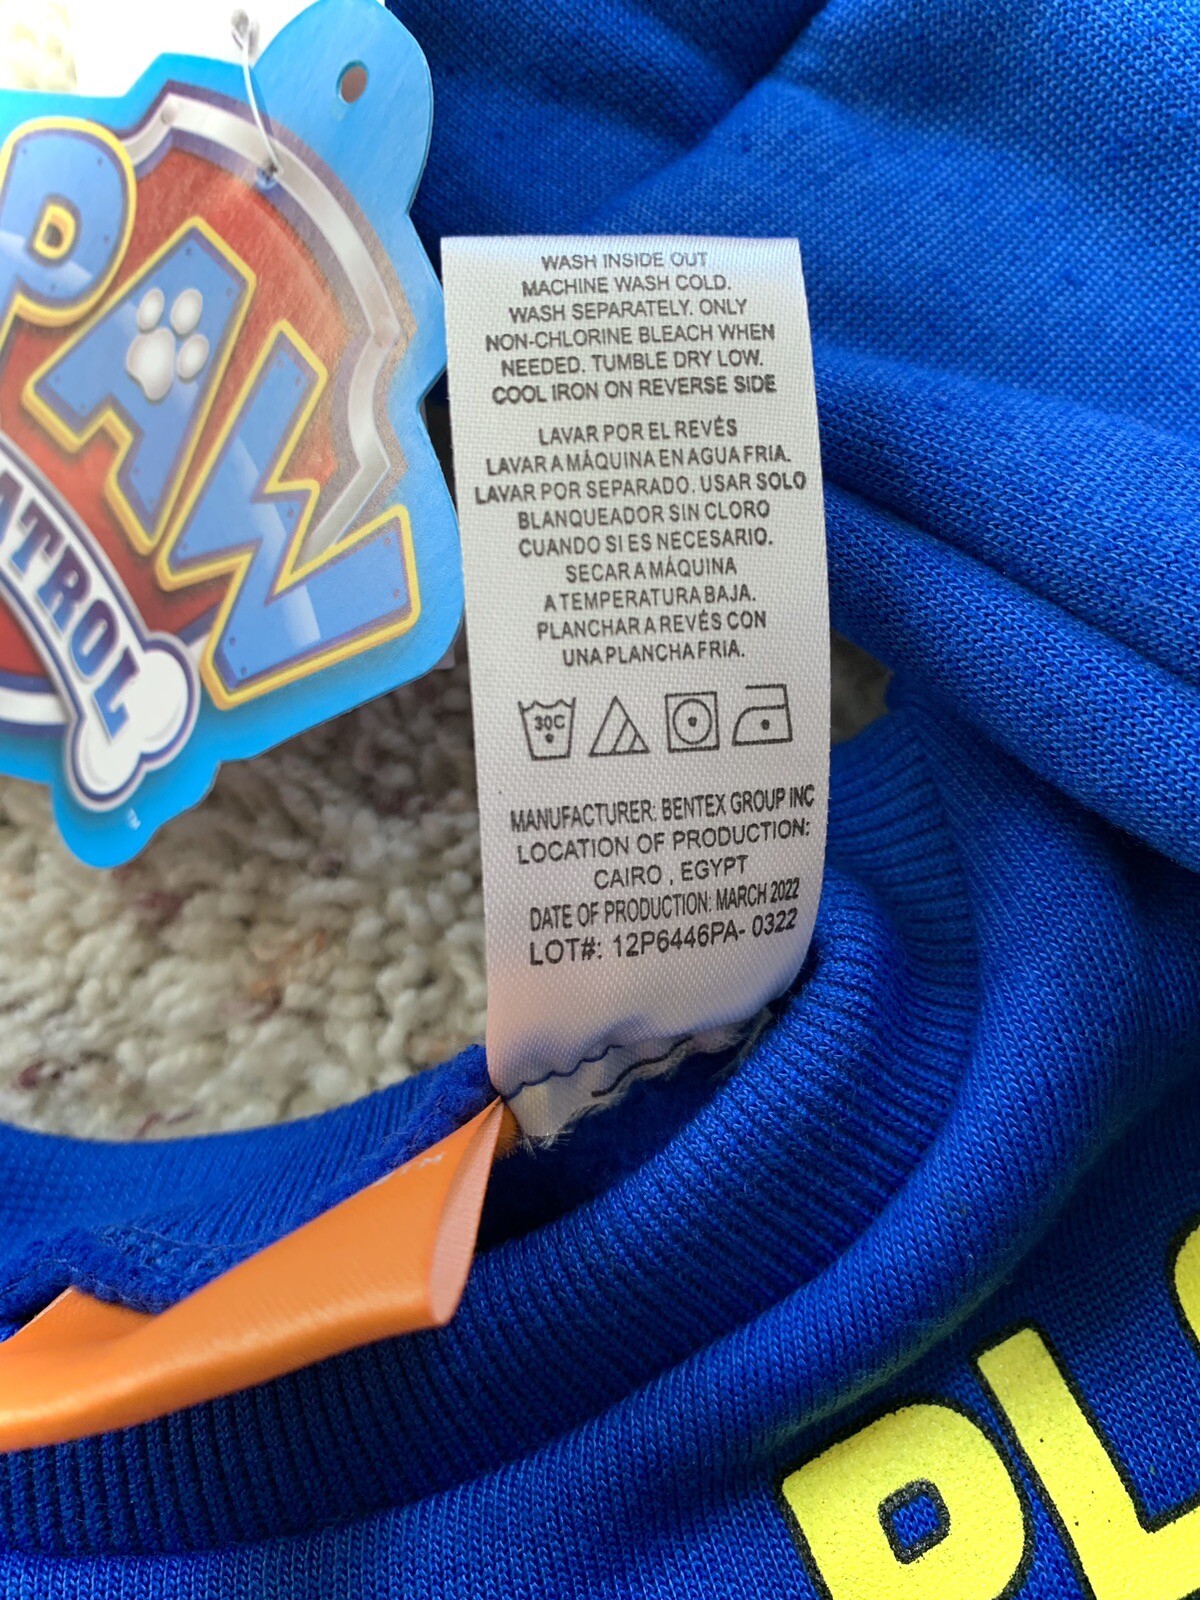 PAW
PATROL
TM
WASH INSIDE OUT
MACHINE WASH COLD.
WASH SEPARATELY. ONLY
NON-CHLORINE BLEACH WHEN
NEEDED. TUMBLE DRY LOW.
COOL IRON ON REVERSE SIDE
LAVAR POR EL REVÉS
LAVAR A MÁQUINA EN AGUA FRIA.
LAVAR POR SEPARADO. USAR SOLO
BLANQUEADOR SIN CLORO
CUANDO SI ES NECESARIO.
SECAR A MÁQUINA
A TEMPERATURA BAJA.
PLANCHAR A REVÉS CON
UNA PLANCHA FRIA.
30C
MANUFACTURER: BENTEX GROUP INC
LOCATION OF PRODUCTION:
CAIRO , EGYPT
DATE OF PRODUCTION: MARCH 2022
LOT#: 12P6446PA- 0322